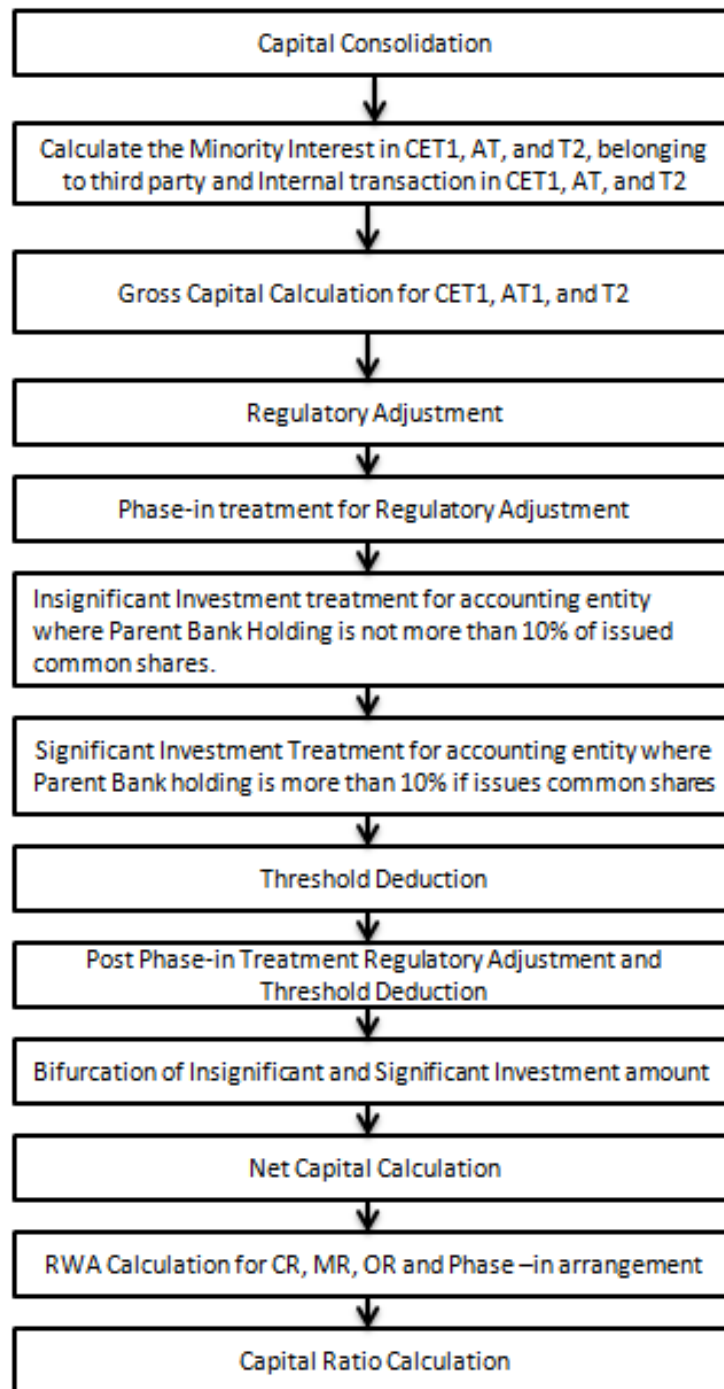 Capital Consolidation
Calculate the Minority Interest in CET1, AT, and T2, belonging
to third party and Internal transaction in CET1, AT, and T2
Gross Capital Calculation for CET1, AT1, and T2
Regulatory Adjustment
Phase-in treatment for Regulatory Adjustment
Insignificant Investment treatment for accounting entity
where Parent Bank Holding is not more than 10% of issued
common shares.
Significant Investment Treatment for accounting entity where
Parent Bank holding is more than 10% if issues common shares
Threshold Deduction
Post Phase-in Treatment Regulatory Adjustment and
Threshold Deduction
Bifurcation of Insignificant and Significant Investment amount
Net Capital Calculation
RWA Calculation for CR, MR, OR and Phase –in arrangement
Capital Ratio Calculation